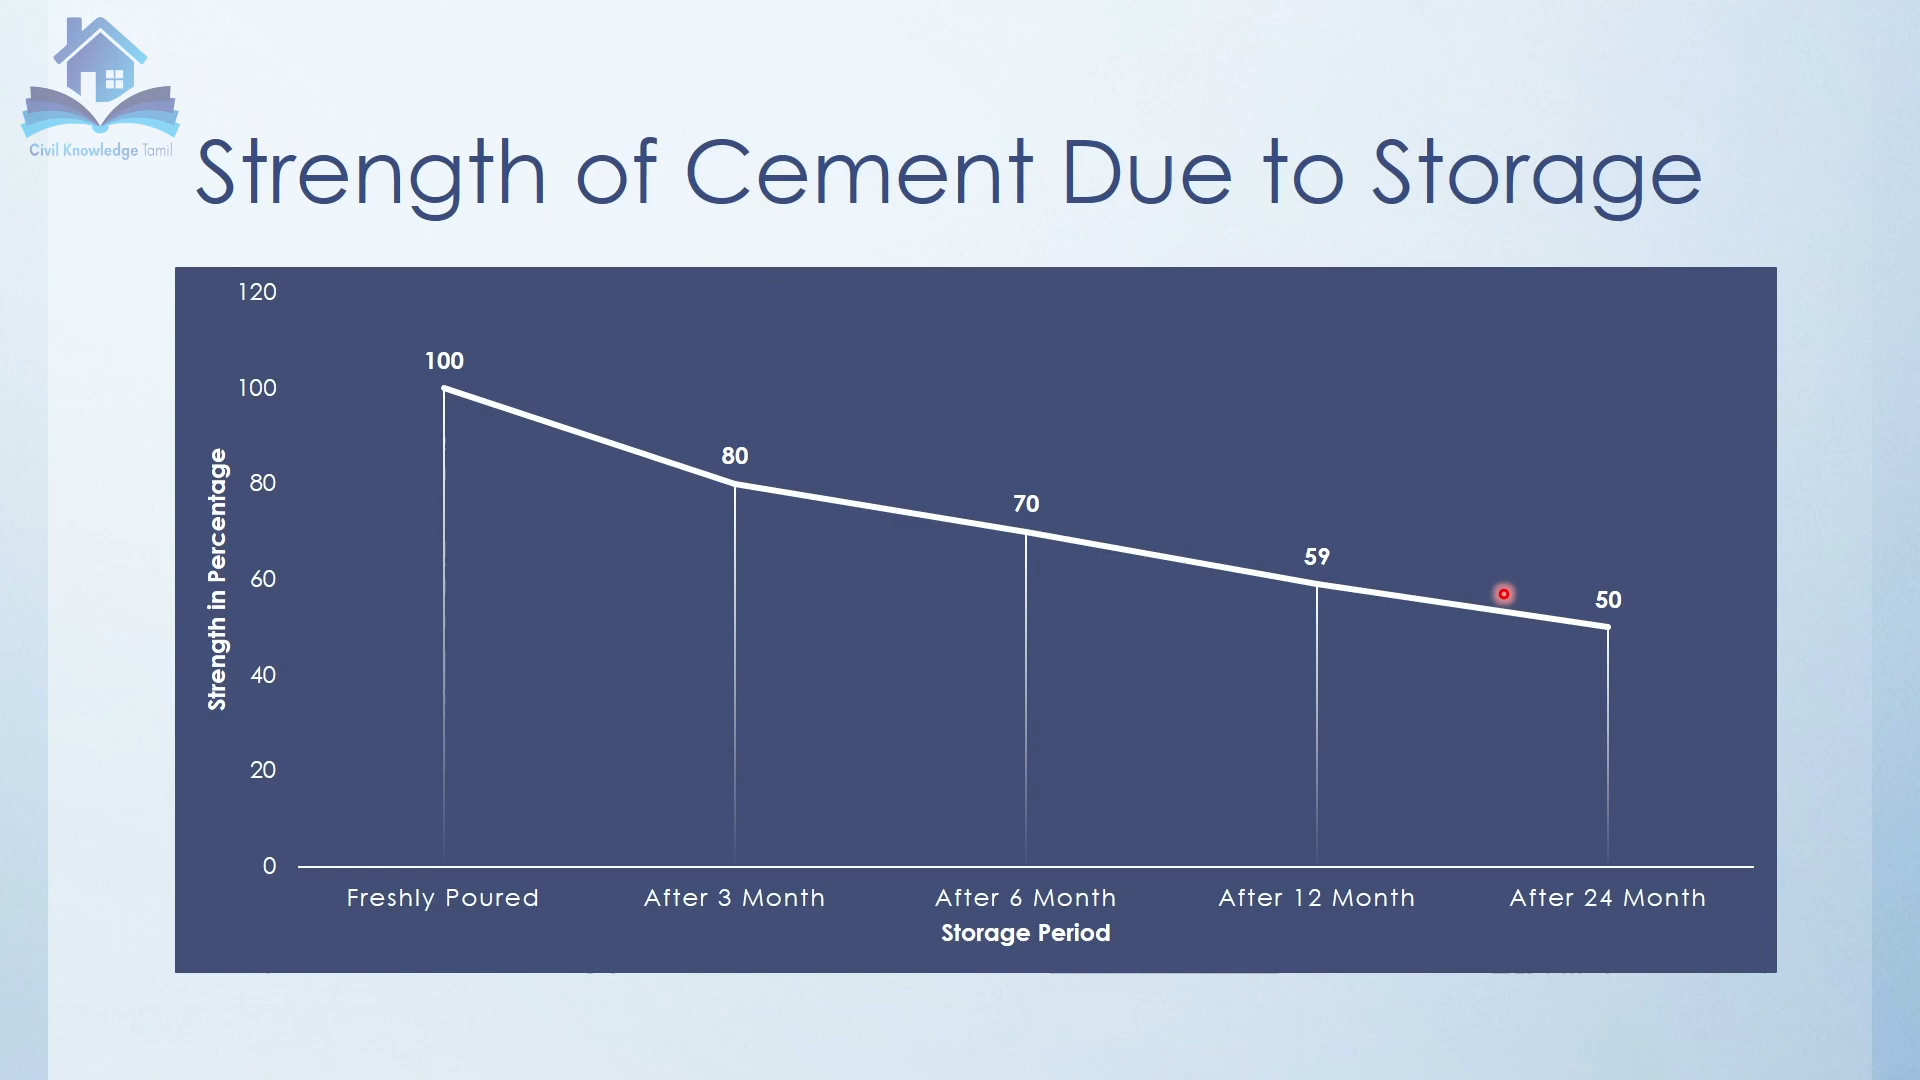 Civil Knowledge Tamil
Strength of Cement Due to Storage
120
100
80
60
40
20
0
Strength in Percentage
100
80
70
59
50
Freshly Poured
After 3 Month
After 6 Month
After 12 Month
After 24 Month
Storage Period